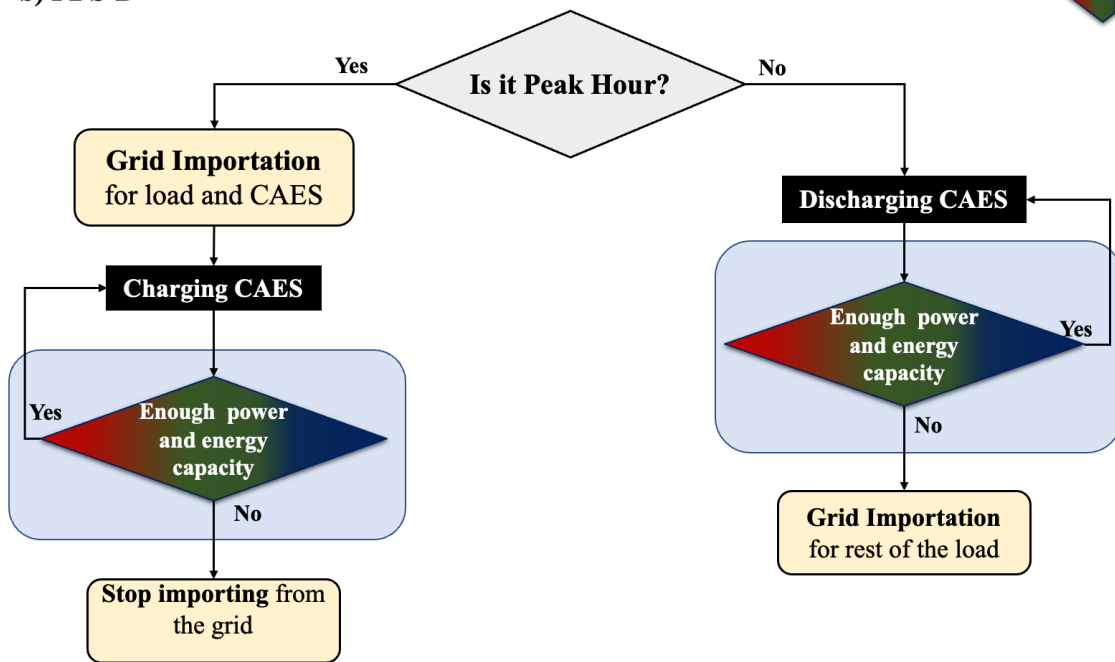 Is it Peak Hour?
Yes
No
Grid Importation
for load and CAES
Discharging CAES
Charging CAES
Enough power
and energy
capacity
Yes
No
Enough power
and energy
capacity
Yes
No
Grid Importation
for rest of the load
Stop importing from
the grid